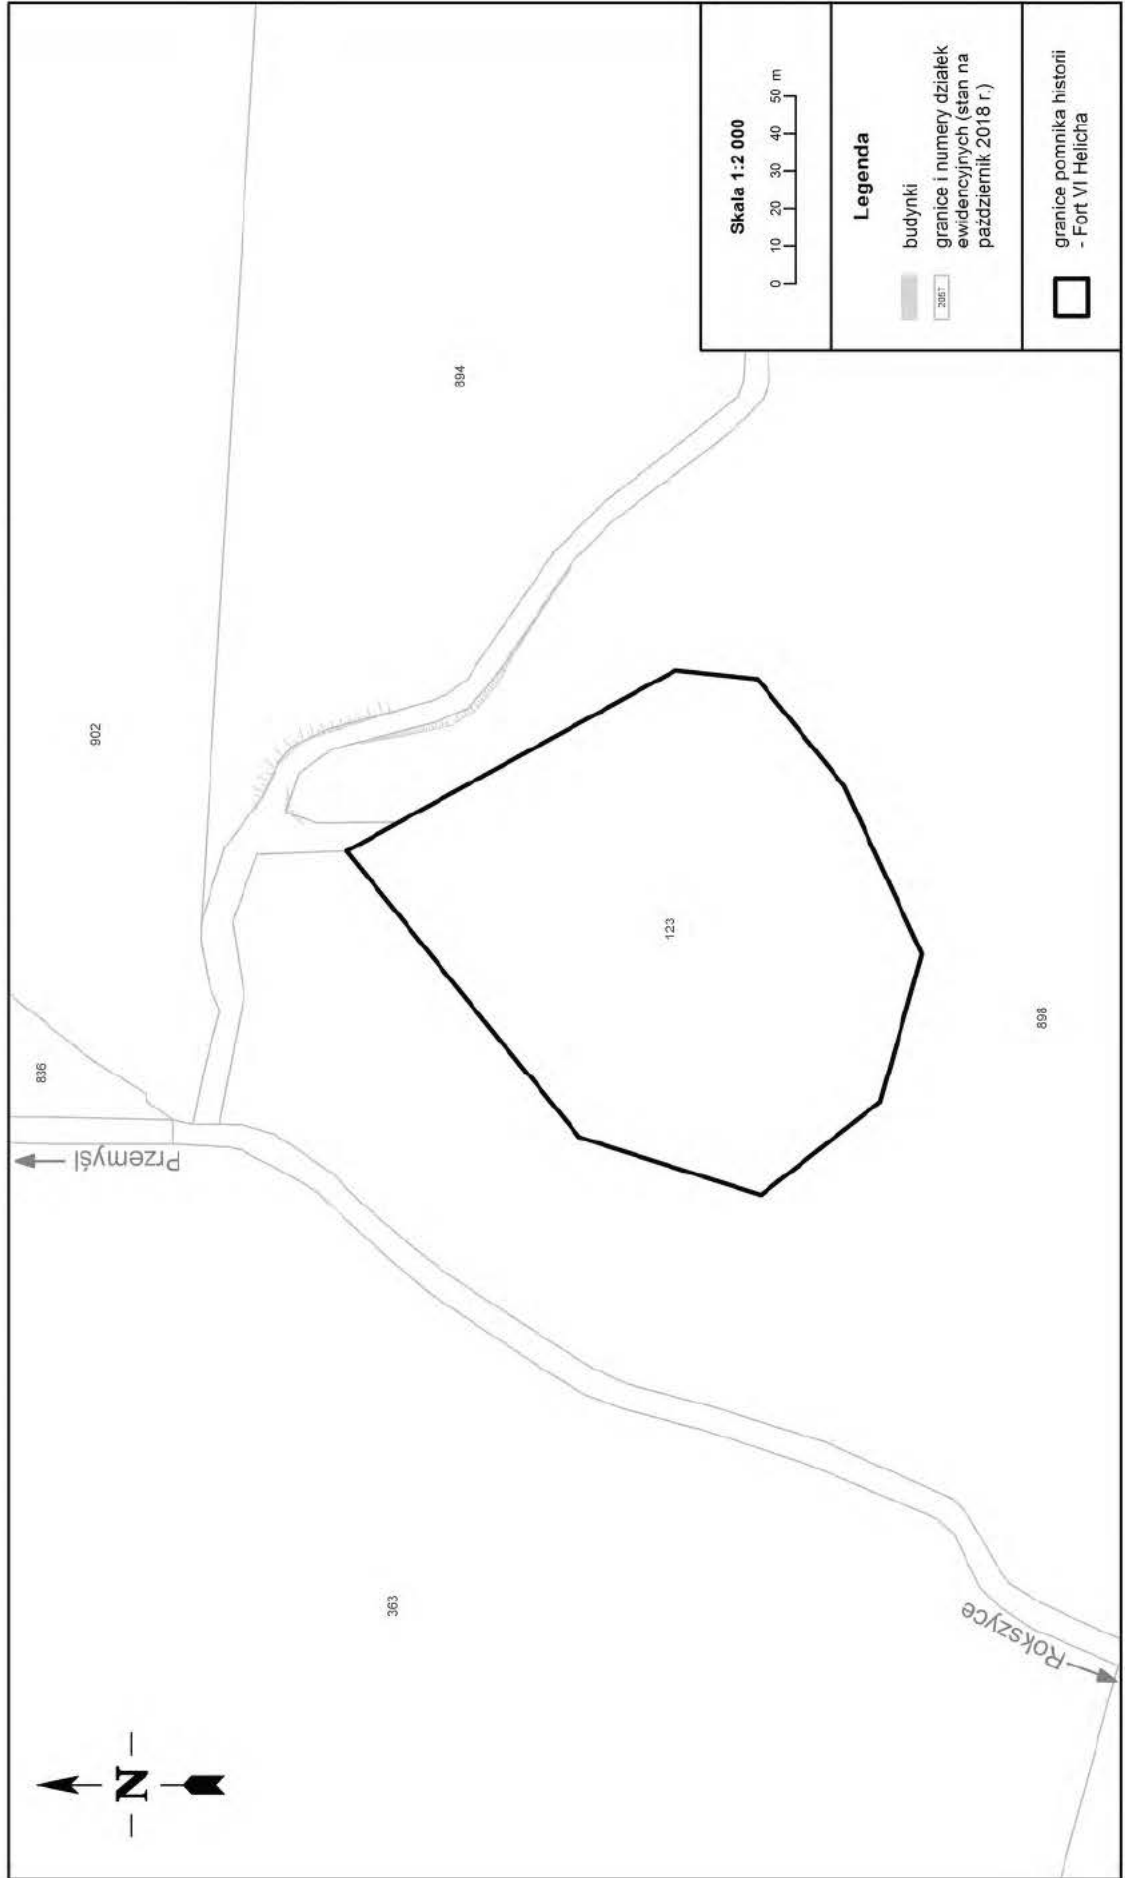 902
894
836
Przemyśl
123
898
363
Rokszyce
N
Skala 1:2 000
0 10 20 30 40 50 m
Legenda
budynki
2057
granice i numery działek
ewidencyjnych (stan na
październik 2018 r.)
granice pomnika historii
- Fort VI Helicha